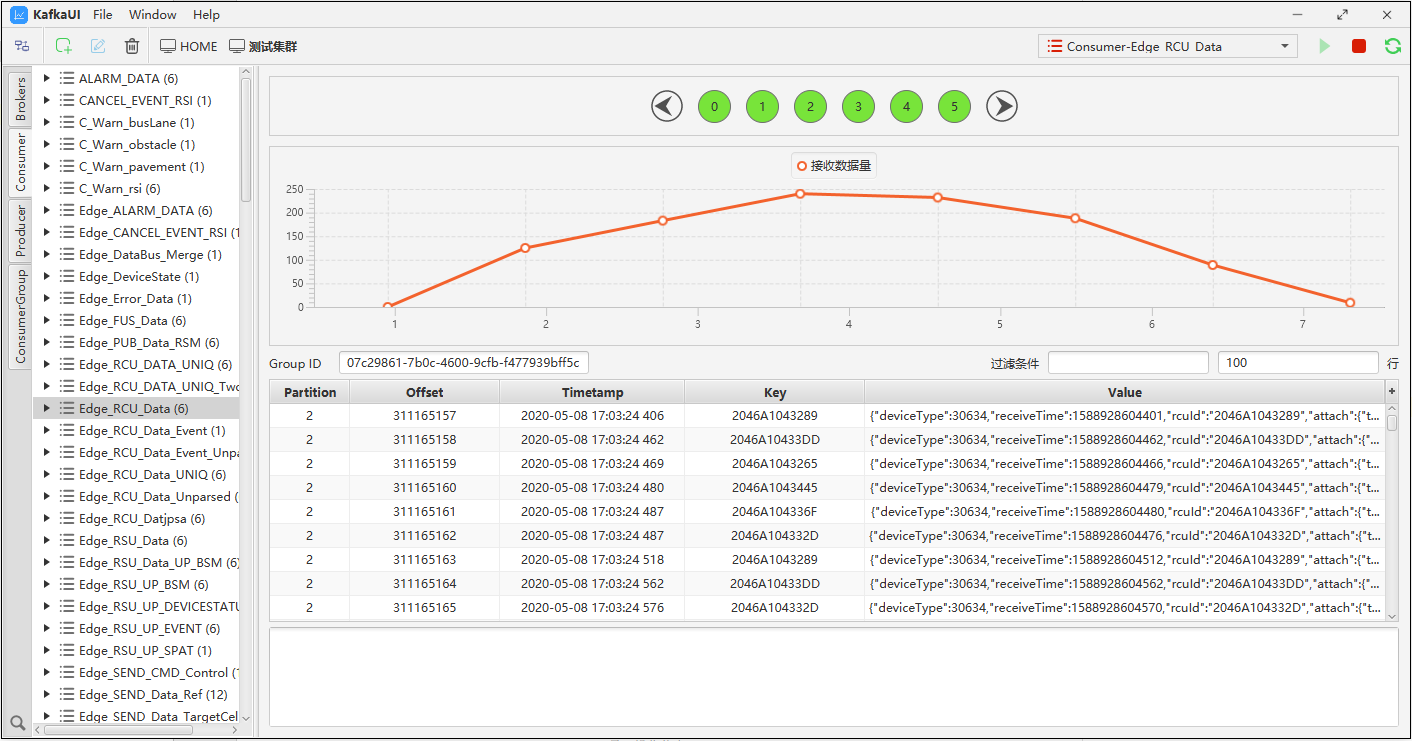 KafkaUI File Window Help
HOME 测试集群 Consumer-Edge_RCU_Data
Brokers
Consumer
Producer
ConsumerGroup
ALARM_DATA (6)
CANCEL_EVENT_RSI (1)
C_Warn_busLane (1)
C_Warn_obstacle (1)
C_Warn_pavement (1)
C_Warn_rsi (6)
Edge_ALARM_DATA (6)
Edge_CANCEL_EVENT_RSI (1
Edge_DataBus_Merge (1)
Edge_DeviceState (1)
Edge_Error_Data (1)
Edge_FUS_Data (6)
Edge_PUB_Data_RSM (6)
Edge_RCU_DATA_UNIQ (6)
Edge_RCU_DATA_UNIQ_Two
Edge_RCU_Data (6)
Edge_RCU_Data_Event (1)
Edge_RCU_Data_Event_Unpa
Edge_RCU_Data_UNIQ (6)
Edge_RCU_Data_Unparsed (
Edge_RCU_Datjpsa (6)
Edge_RSU_Data (6)
Edge_RSU_Data_UP_BSM (6)
Edge_RSU_UP_BSM (6)
Edge_RSU_UP_DEVICESTATU
Edge_RSU_UP_EVENT (6)
Edge_RSU_UP_SPAT (1)
Edge_SEND_CMD_Control (1
Edge_SEND_Data_Ref (12)
Edge_SEND_Data_TargetCel
0 1 2 3 4 5
接收数据量
250
200
150
100
50
0
1 2 3 4 5 6 7
Group ID 07c29861-7b0c-4600-9cfb-f477939bff5c 过滤条件 100 行
Partition Offset Timetamp Key Value +
2 311165157 2020-05-08 17:03:24 406 2046A1043289 {"deviceType":30634,"receiveTime":1588928604401,"rcuId":"2046A1043289","attach":{"t...
2 311165158 2020-05-08 17:03:24 462 2046A10433DD {"deviceType":30634,"receiveTime":1588928604462,"rcuId":"2046A10433DD","attach":{"...
2 311165159 2020-05-08 17:03:24 469 2046A1043265 {"deviceType":30634,"receiveTime":1588928604466,"rcuId":"2046A1043265","attach":{"t...
2 311165160 2020-05-08 17:03:24 480 2046A1043445 {"deviceType":30634,"receiveTime":1588928604479,"rcuId":"2046A1043445","attach":{"t...
2 311165161 2020-05-08 17:03:24 487 2046A104336F {"deviceType":30634,"receiveTime":1588928604480,"rcuId":"2046A104336F","attach":{"t...
2 311165162 2020-05-08 17:03:24 487 2046A104332D {"deviceType":30634,"receiveTime":1588928604476,"rcuId":"2046A104332D","attach":{"t...
2 311165163 2020-05-08 17:03:24 518 2046A1043289 {"deviceType":30634,"receiveTime":1588928604512,"rcuId":"2046A1043289","attach":{"t...
2 311165164 2020-05-08 17:03:24 562 2046A10433DD {"deviceType":30634,"receiveTime":1588928604562,"rcuId":"2046A10433DD","attach":{"t...
2 311165165 2020-05-08 17:03:24 576 2046A104332D {"deviceType":30634,"receiveTime":1588928604570,"rcuId":"2046A104332D","attach":{"t...